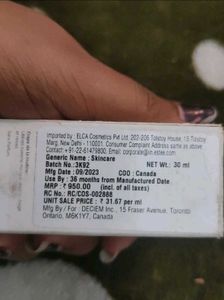 Imported by : ELCA Cosmetics Pvt Ltd. 202-206 Tolstoy House, 15 Tolstoy
Marg, New Delhi - 110001. Consumer Complaint Address same as above
Contact: +91-22-61479800, Email: corporate@in.estee.com
Generic Name : Skincare NET Wt. : 30 ml
Batch No.:3K92
Mfg Date : 09/2023 COO : Canada
Use By : 36 months from Manufactured Date
MRP : ₹ 950.00 (incl. of all taxes)
RC No.: RC/COS-002868
UNIT SALE PRICE : ₹ 31.67 per ml
Mfg By / For : DECIEM Inc., 15 Fraser Avenue, Toronto
Ontario, M6K1Y7, Canada